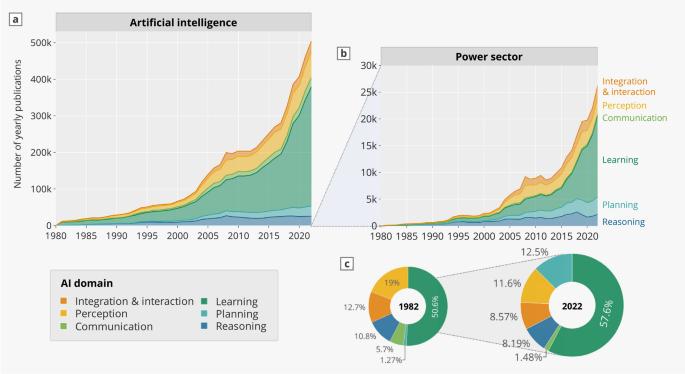 a
Artificial intelligence
Number of yearly publications
500k
400k
300k
200k
100k
0
1980 1985 1990 1995 2000 2005 2010 2015 2020
b
Power sector
30k
25k
20k
15k
10k
5k
0
1980 1985 1990 1995 2000 2005 2010 2015 2020
Integration
& interaction
Perception
Communication
Learning
Planning
Reasoning
AI domain
Integration & interaction
Perception
Communication
Learning
Planning
Reasoning
c
1982
50.6%
19%
12.7%
10.8%
5.7%
1.27%
2022
57.6%
12.5%
11.6%
8.57%
8.19%
1.48%